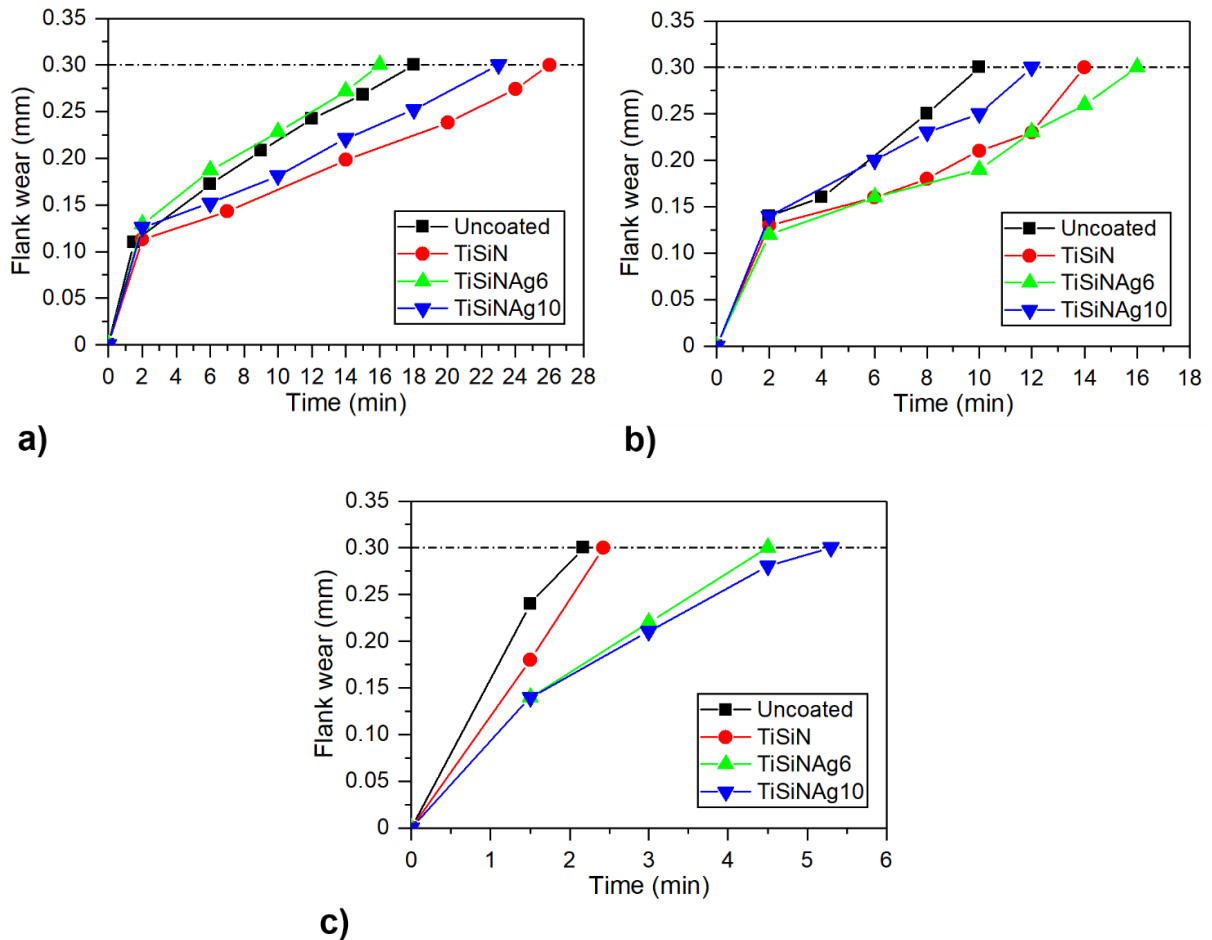 0.35
0.30
0.25
0.20
0.15
0.10
0.05
0
Flank wear (mm)
Uncoated
TiSiN
TiSiNAg6
TiSiNAg10
0 2 4 6 8 10 12 14 16 18 20 22 24 26 28
Time (min)
a)
0.35
0.30
0.25
0.20
0.15
0.10
0.05
0
Flank wear (mm)
Uncoated
TiSiN
TiSiNAg6
TiSiNAg10
0 2 4 6 8 10 12 14 16 18
Time (min)
b)
0.35
0.30
0.25
0.20
0.15
0.10
0.05
0
Flank wear (mm)
Uncoated
TiSiN
TiSiNAg6
TiSiNAg10
0 1 2 3 4 5 6
Time (min)
c)